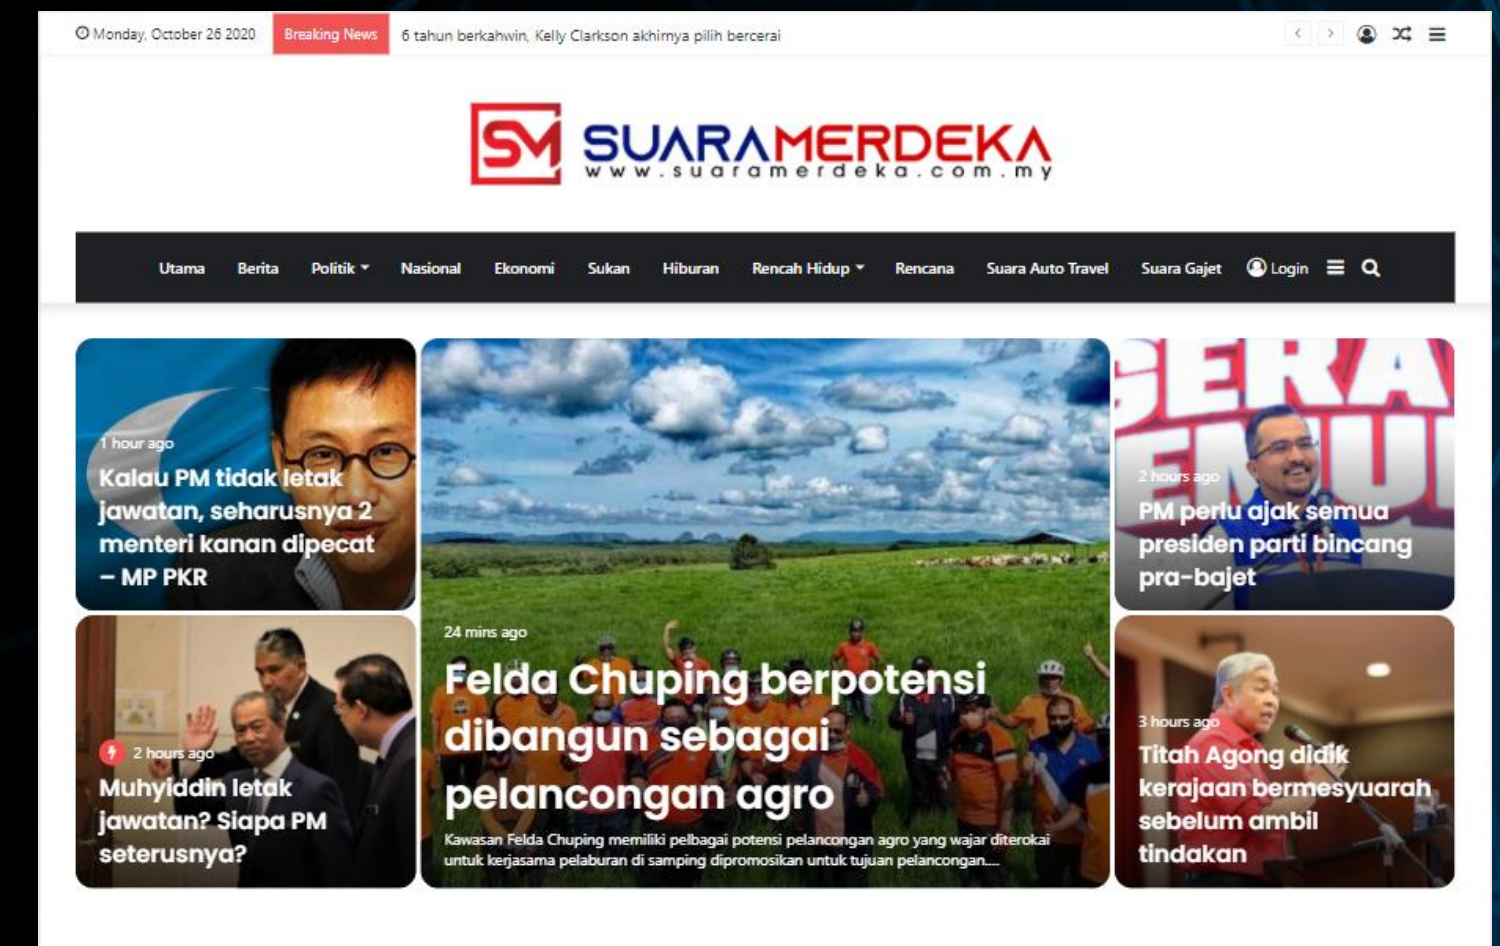 Monday, October 26 2020
Breaking News
6 tahun berkahwin, Kelly Clarkson akhirnya pilih bercerai
SM SUARAMERDEKA
www.suaramerdeka.com.my
Utama Berita Politik Nasional Ekonomi Sukan Hiburan Rencah Hidup Rencana Suara Auto Travel Suara Gajet Login
1 hour ago
Kalau PM tidak letak
jawatan, seharusnya 2
menteri kanan dipecat
– MP PKR
2 hours ago
Muhyiddin letak
jawatan? Siapa PM
seterusnya?
24 mins ago
Felda Chuping berpotensi
dibangun sebagai
pelancongan agro
Kawasan Felda Chuping memiliki pelbagai potensi pelancongan agro yang wajar diterokai
untuk kerjasama pelaburan di samping dipromosikan untuk tujuan pelancongan....
2 hours ago
PM perlu ajak semua
presiden parti bincang
pra-bajet
3 hours ago
Titah Agong didik
kerajaan bermesyuarah
sebelum ambil
tindakan